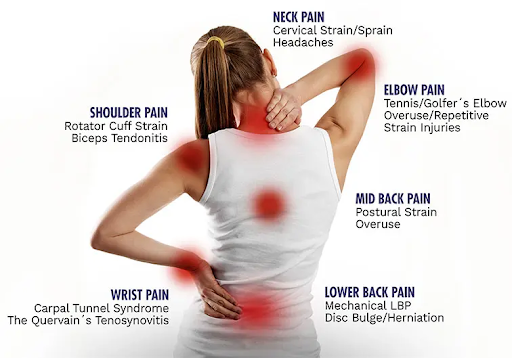 NECK PAIN
Cervical Strain/Sprain
Headaches
ELBOW PAIN
Tennis/Golfer´s Elbow
Overuse/Repetitive
Strain Injuries
SHOULDER PAIN
Rotator Cuff Strain
Biceps Tendonitis
MID BACK PAIN
Postural Strain
Overuse
WRIST PAIN
Carpal Tunnel Syndrome
The Quervain´s Tenosynovitis
LOWER BACK PAIN
Mechanical LBP
Disc Bulge/Herniation